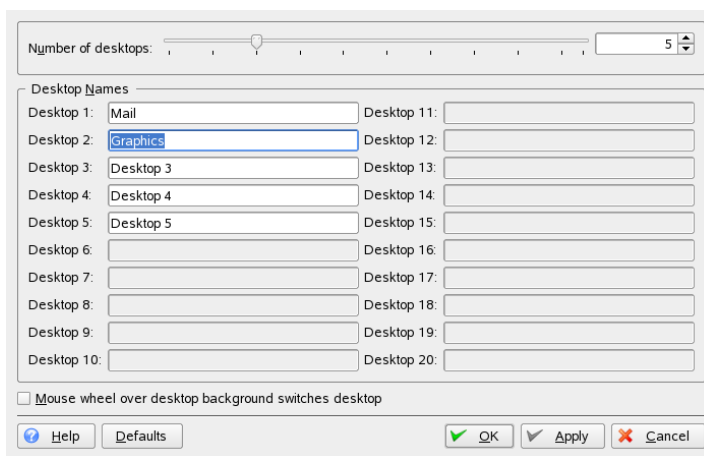 Number of desktops: 5
Desktop Names
Desktop 1: Mail
Desktop 2: Graphics
Desktop 3: Desktop 3
Desktop 4: Desktop 4
Desktop 5: Desktop 5
Desktop 6:
Desktop 7:
Desktop 8:
Desktop 9:
Desktop 10:
Desktop 11:
Desktop 12:
Desktop 13:
Desktop 14:
Desktop 15:
Desktop 16:
Desktop 17:
Desktop 18:
Desktop 19:
Desktop 20:
Mouse wheel over desktop background switches desktop
Help Defaults OK Apply Cancel